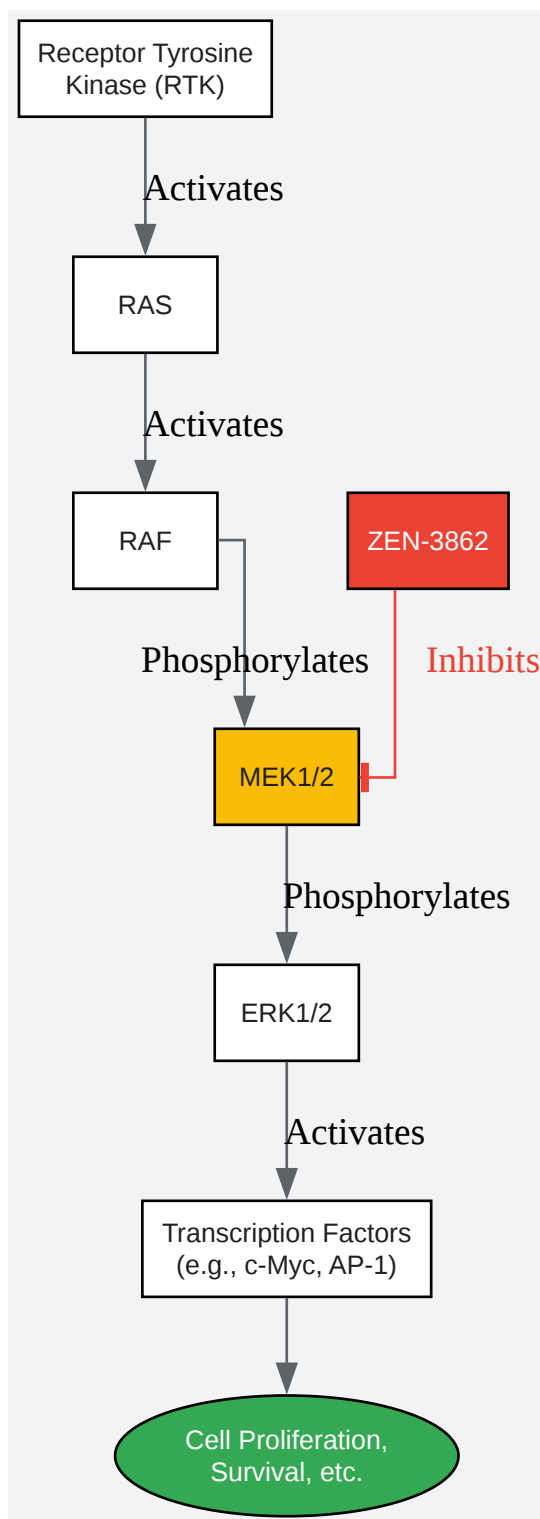 Receptor Tyrosine
Kinase (RTK)
Activates
RAS
Activates
RAF
ZEN-3862
Phosphorylates
Inhibits
MEK1/2
Phosphorylates
ERK1/2
Activates
Transcription Factors
(e.g., c-Myc, AP-1)
Cell Proliferation,
Survival, etc.